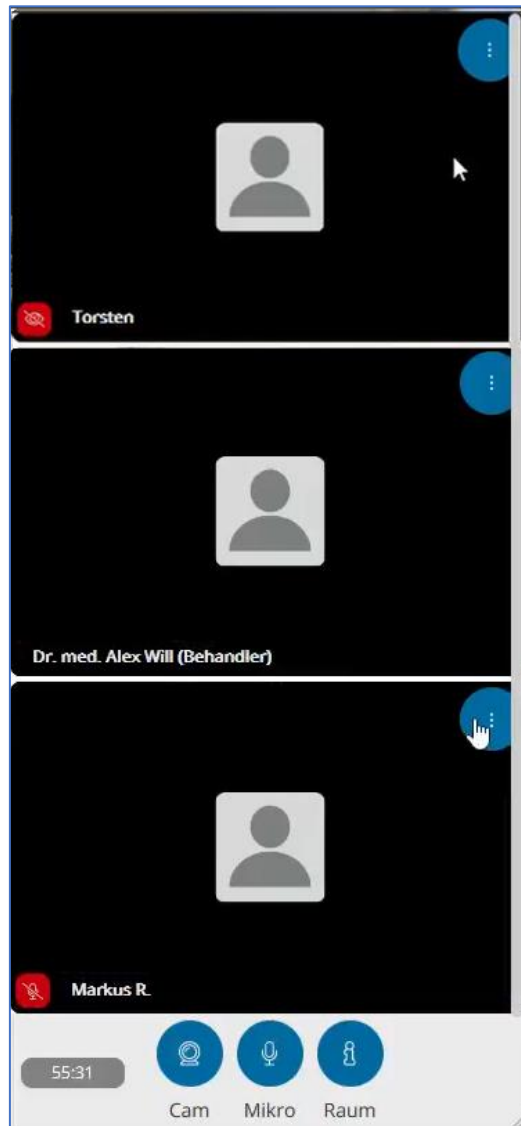 Torsten
Dr. med. Alex Will (Behandler)
Markus R.
55:31
Cam Mikro Raum